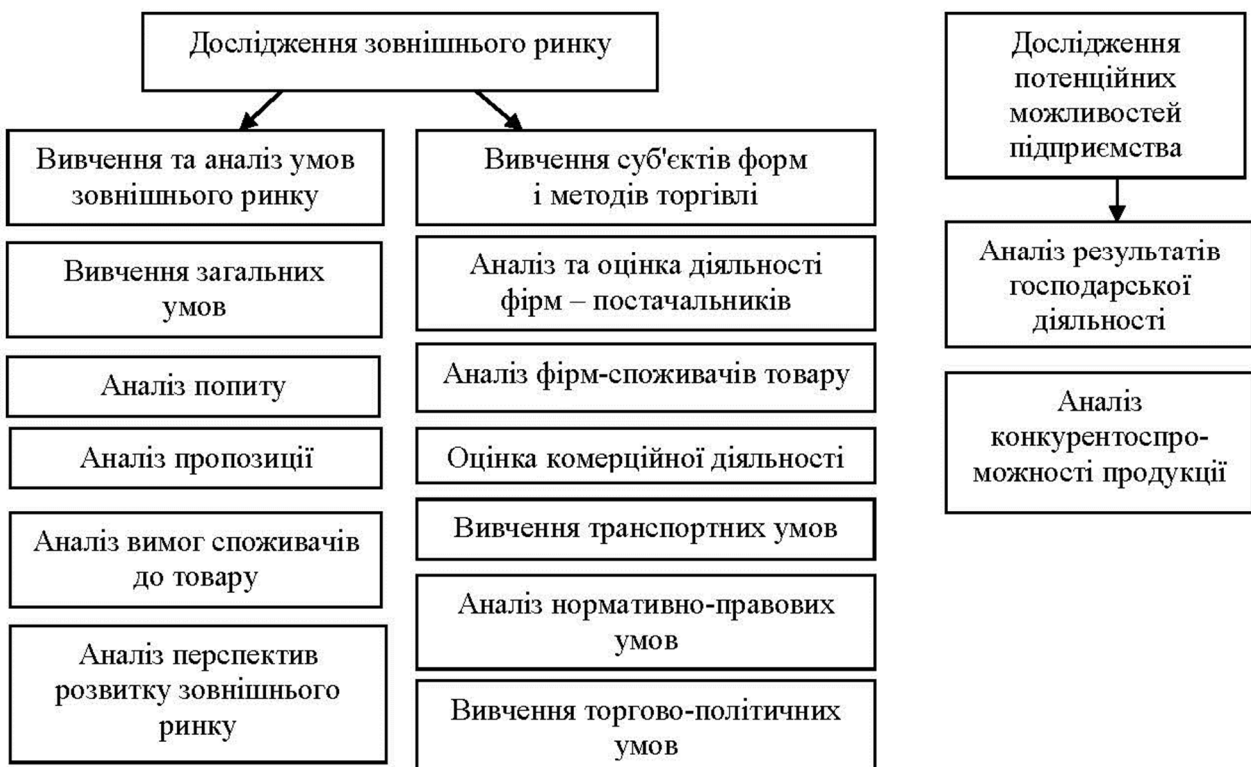 Дослідження зовнішнього ринку
Вивчення та аналіз умов
зовнішнього ринку
Вивчення загальних
умов
Аналіз попиту
Аналіз пропозиції
Аналіз вимог споживачів
до товару
Аналіз перспектив
розвитку зовнішнього
ринку
Вивчення суб'єктів форм
і методів торгівлі
Аналіз та оцінка діяльності
фірм – постачальників
Аналіз фірм-споживачів товару
Оцінка комерційної діяльності
Вивчення транспортних умов
Аналіз нормативно-правових
умов
Вивчення торгово-політичних
умов
Дослідження
потенційних
можливостей
підприємства
Аналіз результатів
господарської
діяльності
Аналіз
конкурентоспро-
можності продукції